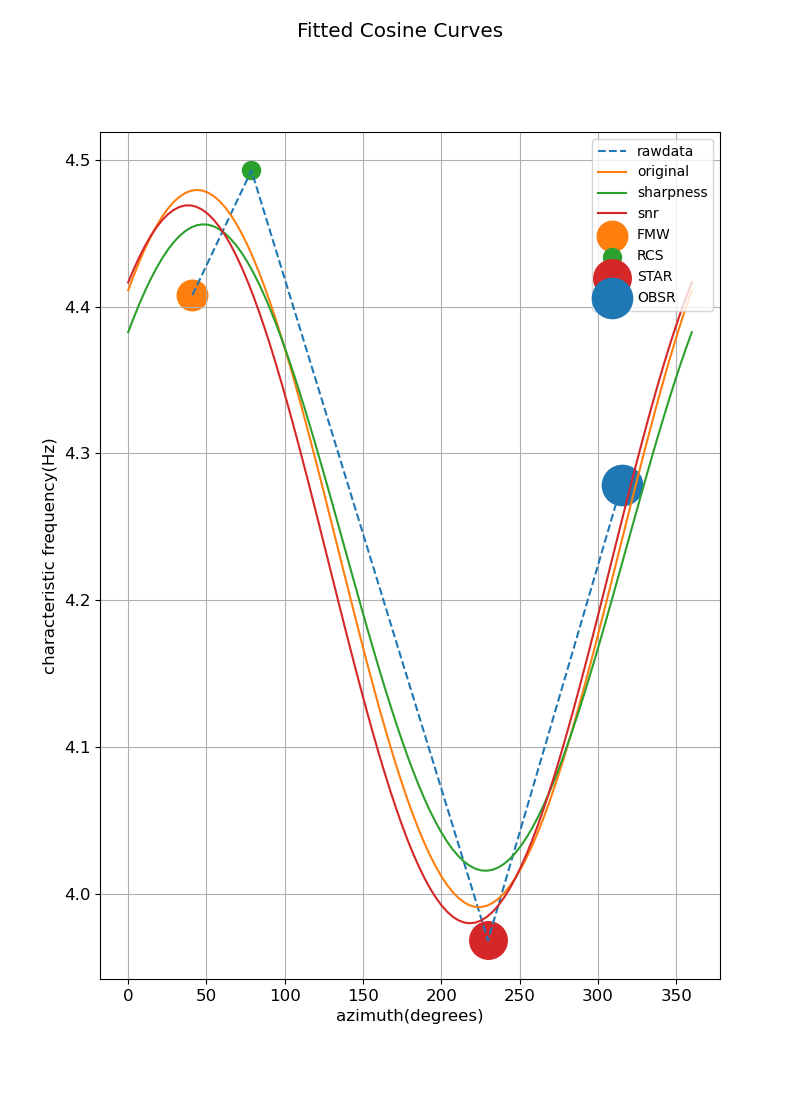 Fitted Cosine Curves
4.5
4.4
4.3
4.2
4.1
4.0
characteristic frequency(Hz)
rawdata
original
sharpness
snr
FMW
RCS
STAR
OBSR
0 50 100 150 200 250 300 350
azimuth(degrees)